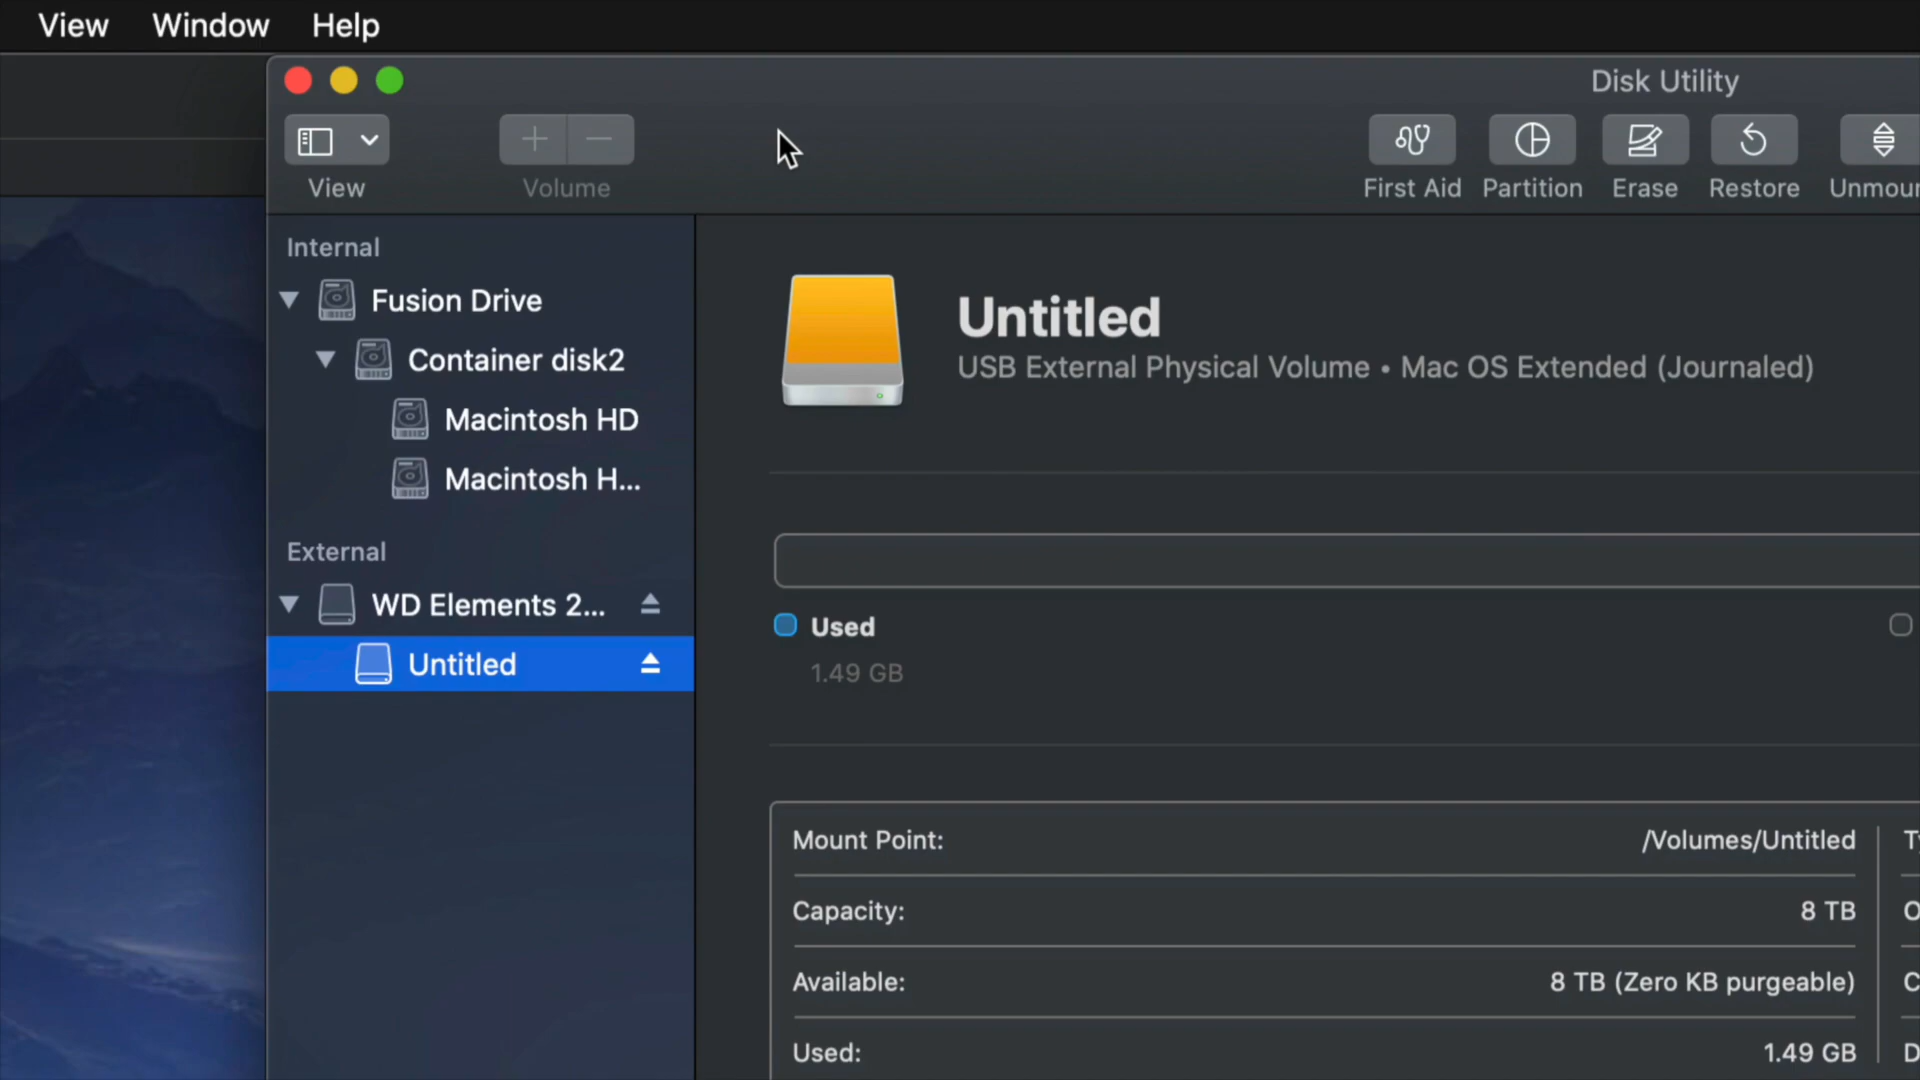 View Window Help
Disk Utility
View
Volume
First Aid Partition Erase Restore Unmoun
Internal
Fusion Drive
Container disk2
Macintosh HD
Macintosh H...
External
WD Elements 2...
Untitled
Untitled
USB External Physical Volume • Mac OS Extended (Journaled)
Used
1.49 GB
Mount Point: /Volumes/Untitled
Capacity: 8 TB
Available: 8 TB (Zero KB purgeable)
Used: 1.49 GB